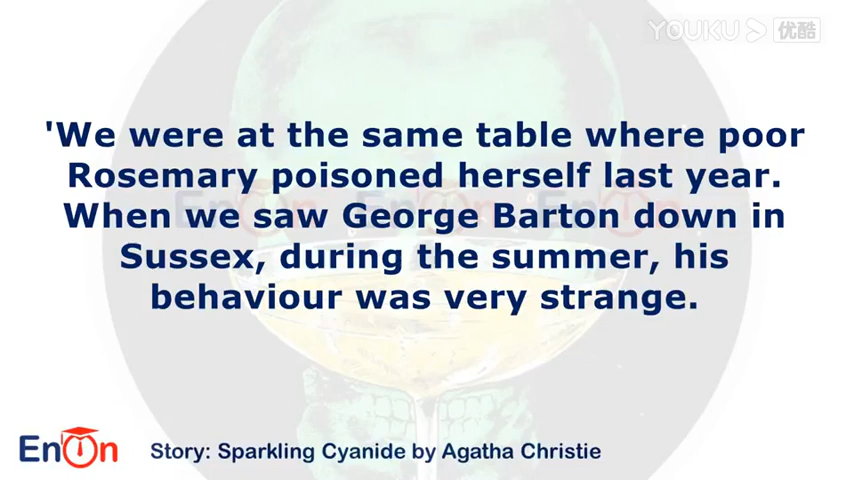 YOUKU 优酷
'We were at the same table where poor
Rosemary poisoned herself last year.
When we saw George Barton down in
Sussex, during the summer, his
behaviour was very strange.
EnOn
Story: Sparkling Cyanide by Agatha Christie